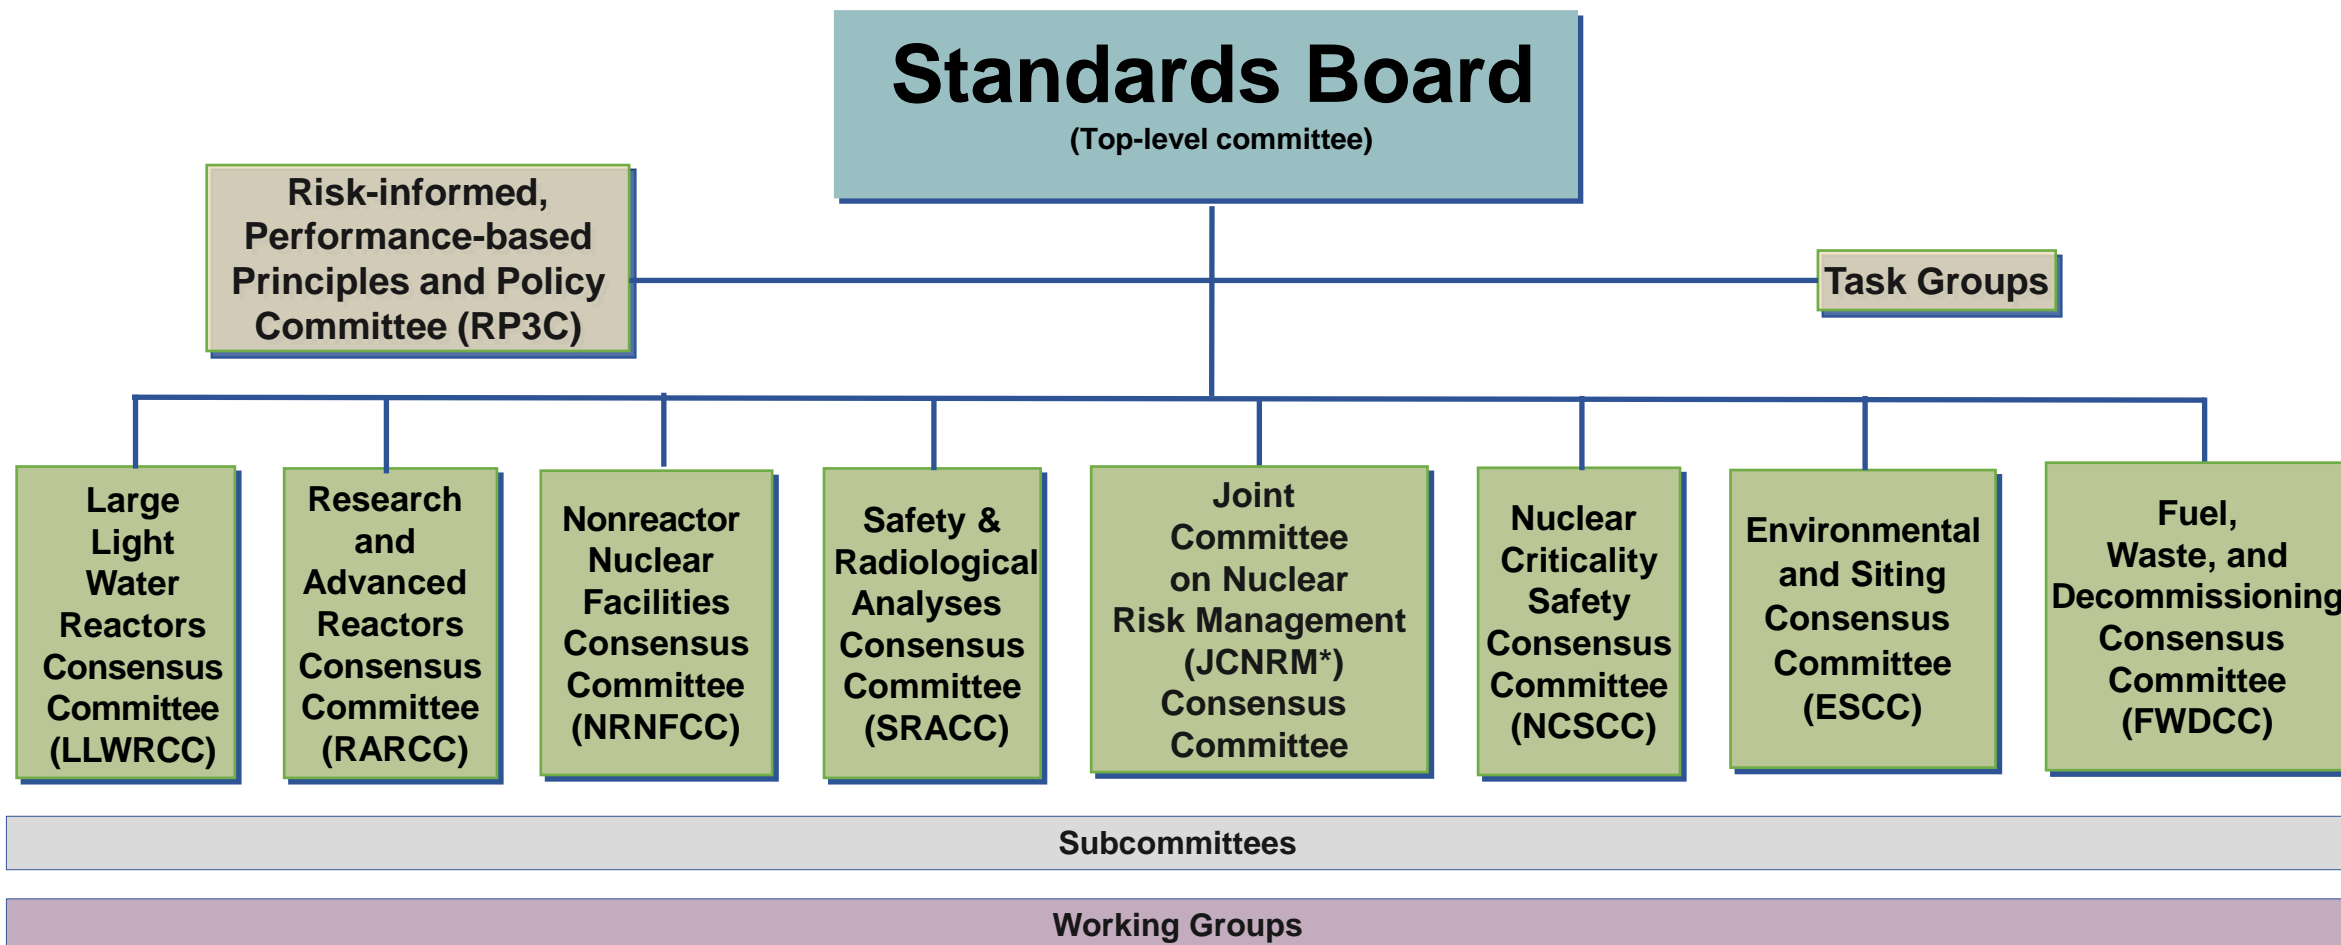 Standards Board
(Top-level committee)
Risk-informed,
Performance-based
Principles and Policy
Committee (RP3C)
Task Groups
Large
Light
Water
Reactors
Consensus
Committee
(LLWRCC)
Research
and
Advanced
Reactors
Consensus
Committee
(RARCC)
Nonreactor
Nuclear
Facilities
Consensus
Committee
(NRNFCC)
Safety &
Radiological
Analyses
Consensus
Committee
(SRACC)
Joint
Committee
on Nuclear
Risk Management
(JCNRM*)
Consensus
Committee
Nuclear
Criticality
Safety
Consensus
Committee
(NCSCC)
Environmental
and Siting
Consensus
Committee
(ESCC)
Fuel,
Waste, and
Decommissioning
Consensus
Committee
(FWDCC)
Subcommittees
Working Groups